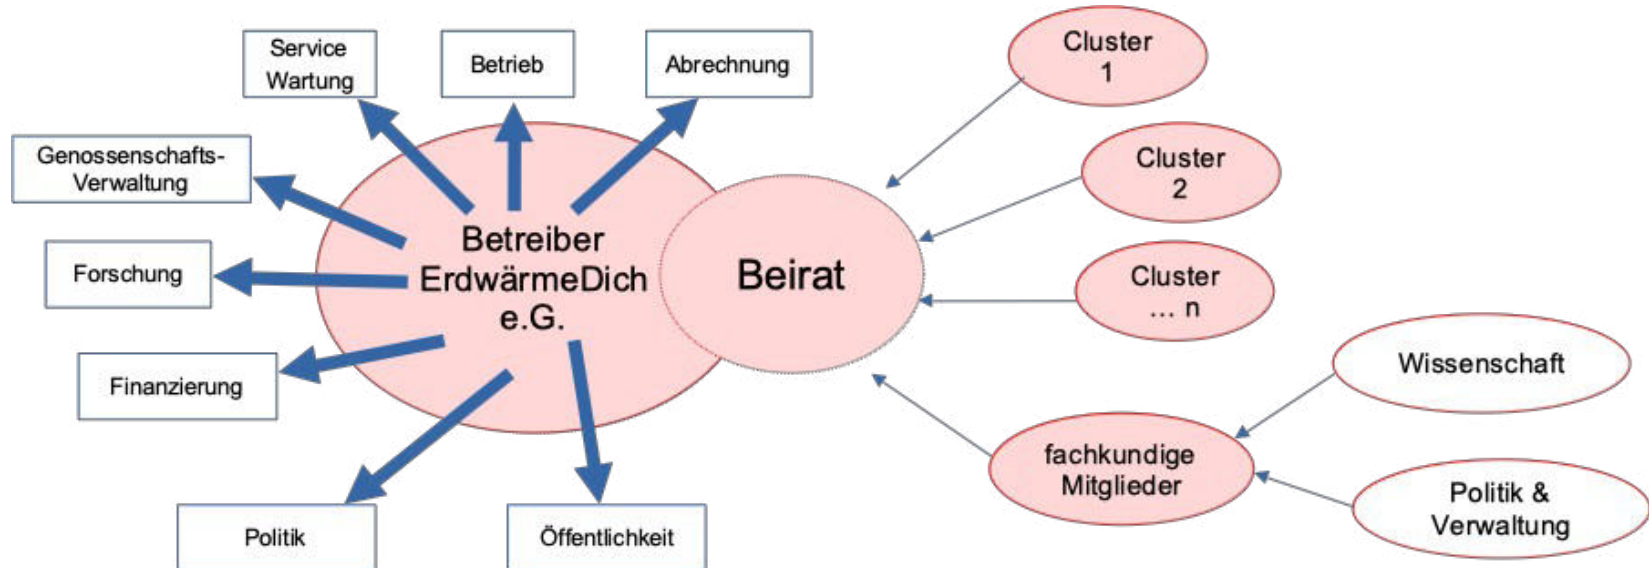 Service
Wartung
Betrieb
Abrechnung
Genossenschafts-
Verwaltung
Forschung
Finanzierung
Politik
Öffentlichkeit
Betreiber
ErdwärmeDich
e.G.
Beirat
Cluster
1
Cluster
2
Cluster
... n
fachkundige
Mitglieder
Wissenschaft
Politik &
Verwaltung